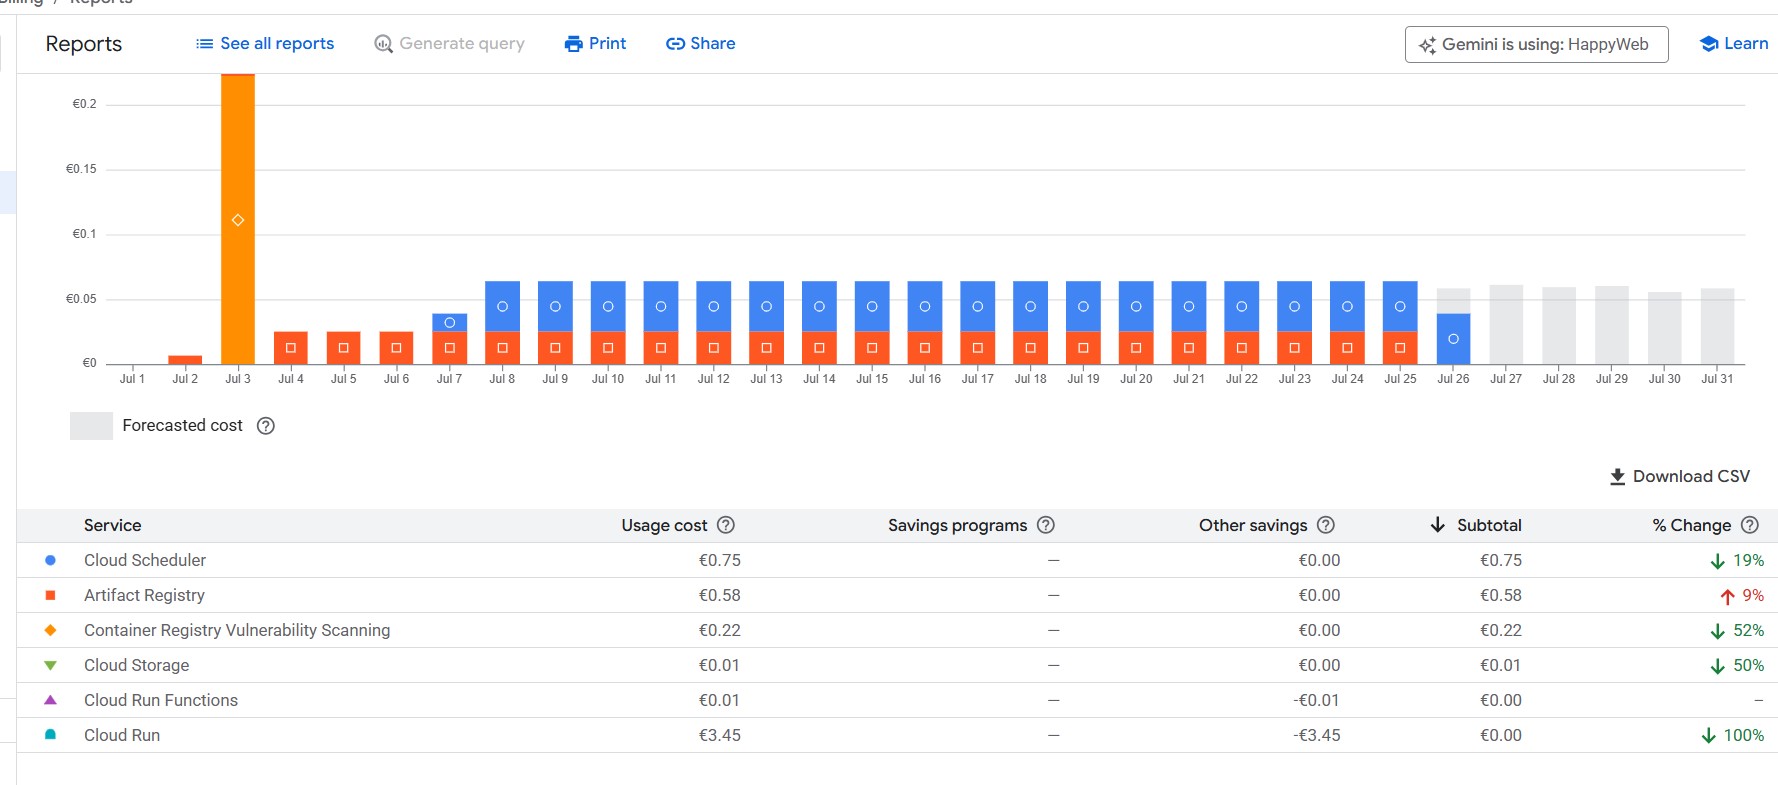 Billing / Reports
Reports See all reports Generate query Print Share Gemini is using: HappyWeb Learn
€0.2
€0.15
€0.1
€0.05
€0
Jul 1 Jul 2 Jul 3 Jul 4 Jul 5 Jul 6 Jul 7 Jul 8 Jul 9 Jul 10 Jul 11 Jul 12 Jul 13 Jul 14 Jul 15 Jul 16 Jul 17 Jul 18 Jul 19 Jul 20 Jul 21 Jul 22 Jul 23 Jul 24 Jul 25 Jul 26 Jul 27 Jul 28 Jul 29 Jul 30 Jul 31
Forecasted cost ?
Download CSV
Service Usage cost ? Savings programs ? Other savings ? Subtotal % Change ?
Cloud Scheduler €0.75 — €0.00 €0.75 19%
Artifact Registry €0.58 — €0.00 €0.58 9%
Container Registry Vulnerability Scanning €0.22 — €0.00 €0.22 52%
Cloud Storage €0.01 — €0.00 €0.01 50%
Cloud Run Functions €0.01 — -€0.01 €0.00 –
Cloud Run €3.45 — -€3.45 €0.00 100%